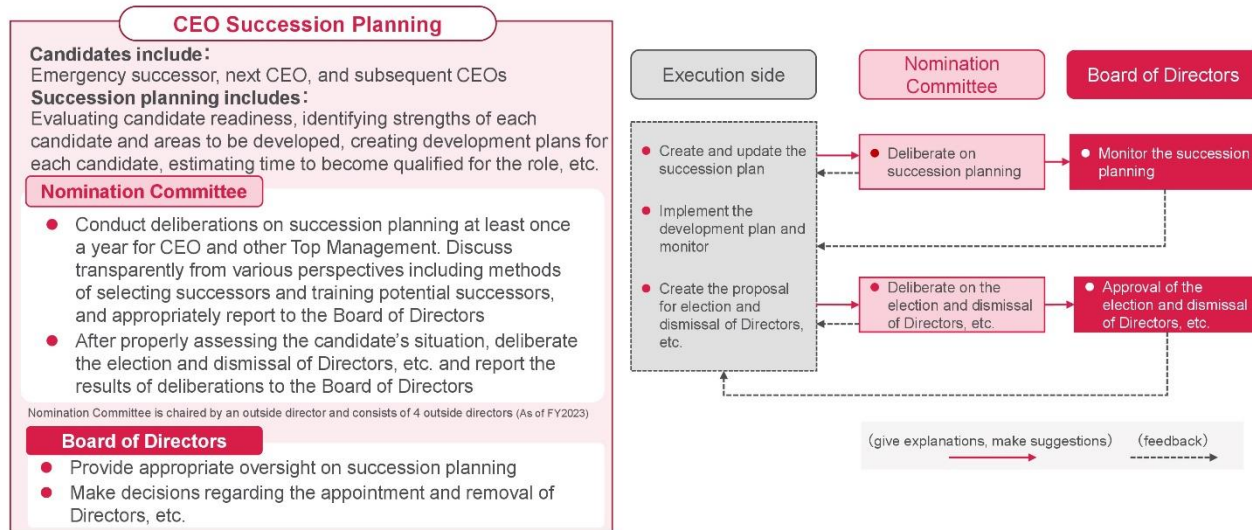 CEO Succession Planning
Candidates include：
Emergency successor, next CEO, and subsequent CEOs
Succession planning includes：
Evaluating candidate readiness, identifying strengths of each
candidate and areas to be developed, creating development plans for
each candidate, estimating time to become qualified for the role, etc.
Nomination Committee
● Conduct deliberations on succession planning at least once
a year for CEO and other Top Management. Discuss
transparently from various perspectives including methods
of selecting successors and training potential successors,
and appropriately report to the Board of Directors
● After properly assessing the candidate's situation, deliberate
the election and dismissal of Directors, etc. and report the
results of deliberations to the Board of Directors
Nomination Committee is chaired by an outside director and consists of 4 outside directors (As of FY2023)
Board of Directors
● Provide appropriate oversight on succession planning
● Make decisions regarding the appointment and removal of
Directors, etc.
Execution side
● Create and update the
succession plan
● Implement the
development plan and
monitor
● Create the proposal
for election and
dismissal of Directors,
etc.
Nomination
Committee
● Deliberate on
succession planning
● Deliberate on the
election and dismissal
of Directors, etc.
Board of Directors
● Monitor the succession
planning
● Approval of the
election and dismissal
of Directors, etc.
(give explanations, make suggestions) (feedback)